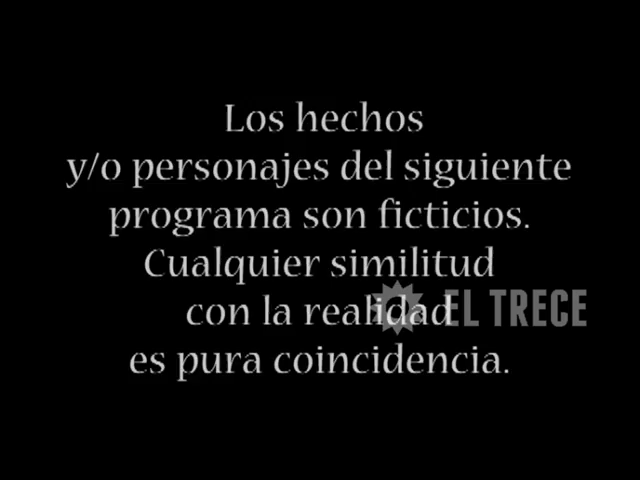 Los hechos
y/o personajes del siguiente
programa son ficticios.
Cualquier similitud
con la realidad
EL TRECE
es pura coincidencia.